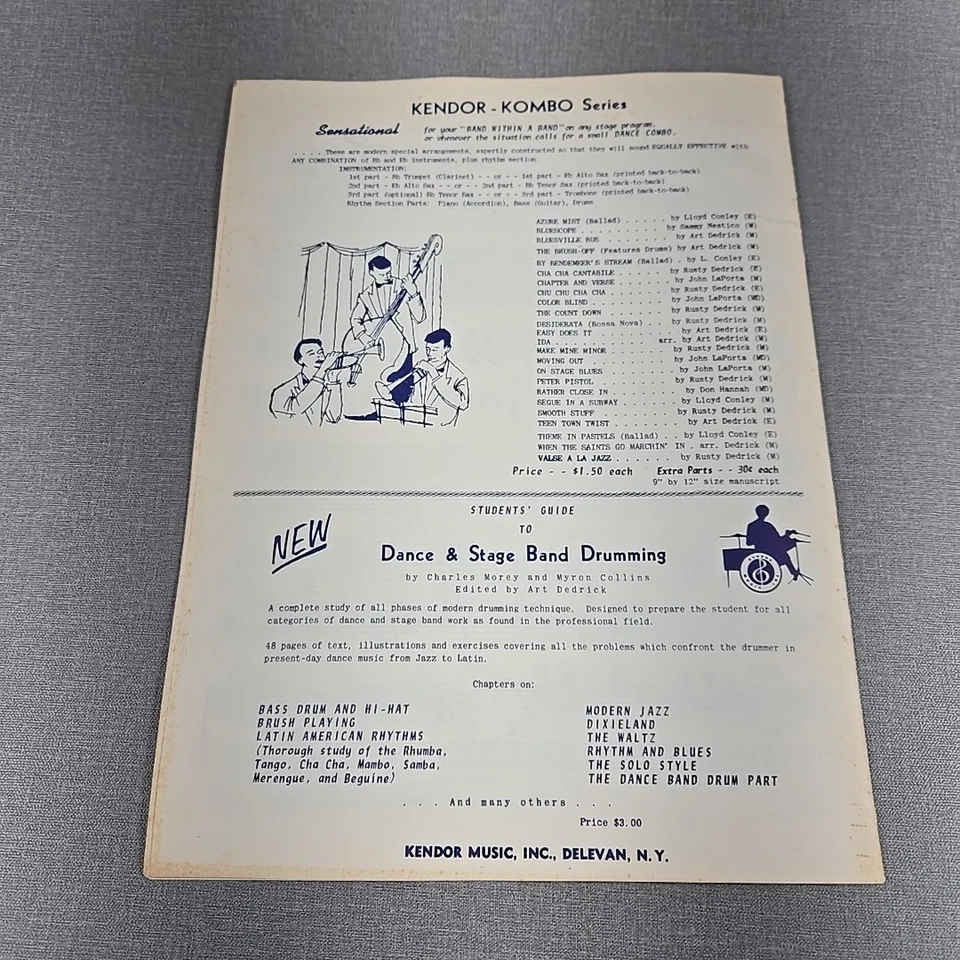 KENDOR - KOMBO Series
Sensational for your "BAND WITHIN A BAND" on any stage program,
or whenever the situation calls for a small DANCE COMBO.
. . . . These are modern special arrangements, expertly constructed so that they will sound EQUALLY EFFECTIVE with
ANY COMBINATION of Bb and Eb instruments, plus rhythm section.
INSTRUMENTATION:
1st part - Bb Trumpet (Clarinet) - - or - - 1st part - Eb Alto Sax (printed back-to-back)
2nd part - Eb Alto Sax - - or - - 2nd part - Bb Tenor Sax (printed back-to-back)
3rd part (optional) Bb Tenor Sax - - or - - 3rd part - Trombone (printed back-to-back)
Rhythm Section Parts: Piano (Accordion), Bass (Guitar), Drums
AZURE MIST (Ballad) . . . . . by Lloyd Conley (E)
BLUESCOPE . . . . . . . . . by Sammy Nestico (M)
BLUESVILLE BUS . . . . . . . . by Art Dedrick (M)
THE BRUSH-OFF (Features Drums) by Art Dedrick (M)
BY BENDEMEER'S STREAM (Ballad) . by L. Conley (E)
CHA CHA CANTABILE . . . . . by Rusty Dedrick (E)
CHAPTER AND VERSE . . . . . . by John LaPorta (M)
CHU CHU CHA CHA . . . . . . by Rusty Dedrick (E)
COLOR BLIND . . . . . . . . by John LaPorta (MD)
THE COUNT DOWN . . . . . . by Rusty Dedrick (M)
DESIDERATA (Bossa Nova) . . . by Rusty Dedrick (M)
EASY DOES IT . . . . . . . . . by Art Dedrick (E)
IDA . . . . . . . . . . . arr. by Art Dedrick (M)
MAKE MINE MINOR . . . . . . by Rusty Dedrick (M)
MOVING OUT . . . . . . . . by John LaPorta (MD)
ON STAGE BLUES . . . . . . . by John LaPorta (M)
PETER PISTOL . . . . . . . . by Rusty Dedrick (M)
RATHER CLOSE IN . . . . . . . by Don Hannah (MD)
SEGUE IN A SUBWAY . . . . . . by Lloyd Conley (M)
SMOOTH STUFF . . . . . . . by Rusty Dedrick (M)
TEEN TOWN TWIST . . . . . . . by Art Dedrick (E)
THEME IN PASTELS (Ballad) . . by Lloyd Conley (E)
WHEN THE SAINTS GO MARCHIN' IN . arr. Dedrick (M)
VALSE A LA JAZZ . . . . . . by Rusty Dedrick (M)
Price - - $1.50 each Extra Parts - - 30¢ each
9" by 12" size manuscript
NEW
STUDENTS' GUIDE
TO
Dance & Stage Band Drumming
by Charles Morey and Myron Collins
Edited by Art Dedrick
A complete study of all phases of modern drumming technique. Designed to prepare the student for all
categories of dance and stage band work as found in the professional field.
48 pages of text, illustrations and exercises covering all the problems which confront the drummer in
present-day dance music from Jazz to Latin.
Chapters on:
BASS DRUM AND HI-HAT
BRUSH PLAYING
LATIN AMERICAN RHYTHMS
(Thorough study of the Rhumba,
Tango, Cha Cha, Mambo, Samba,
Merengue, and Beguine)
MODERN JAZZ
DIXIELAND
THE WALTZ
RHYTHM AND BLUES
THE SOLO STYLE
THE DANCE BAND DRUM PART
. . . And many others . . .
Price $3.00
KENDOR MUSIC, INC., DELEVAN, N.Y.